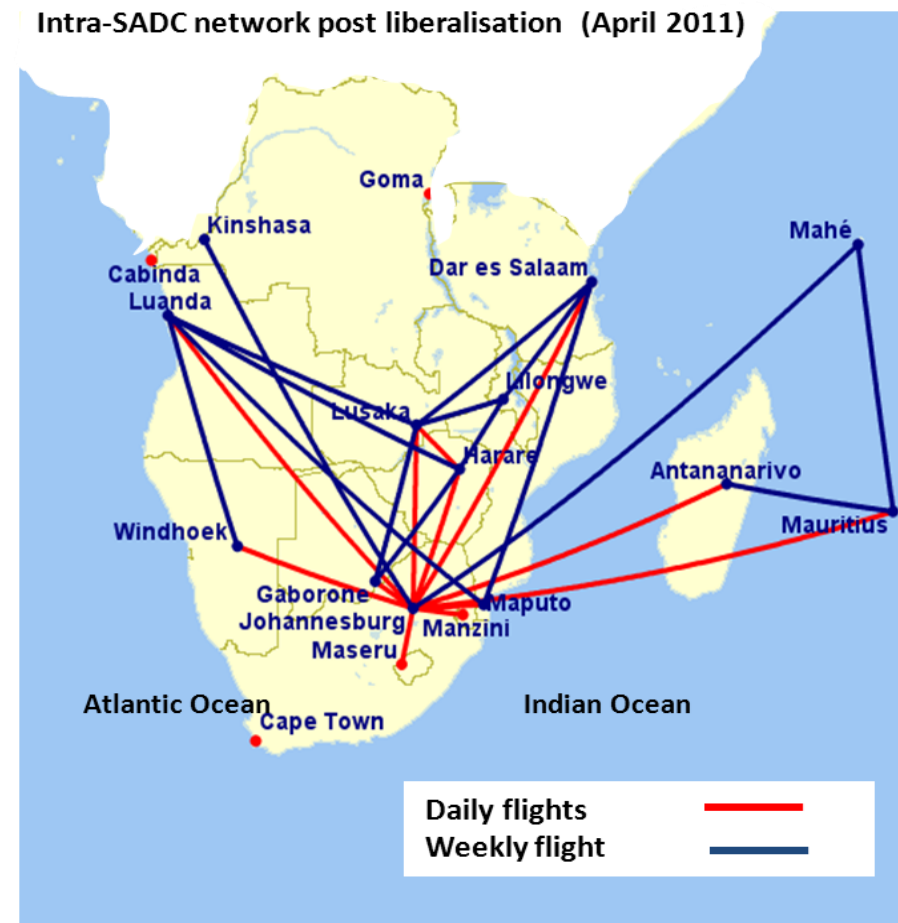 Intra-SADC network post liberalisation (April 2011)
Goma
Kinshasa
Mahé
Dar es Salaam
Cabinda
Luanda
Lilongwe
Lusaka
Harare
Antananarivo
Mauritius
Windhoek
Gaborone
Maputo
Johannesburg
Manzini
Maseru
Atlantic Ocean
Indian Ocean
Cape Town
Daily flights
Weekly flight